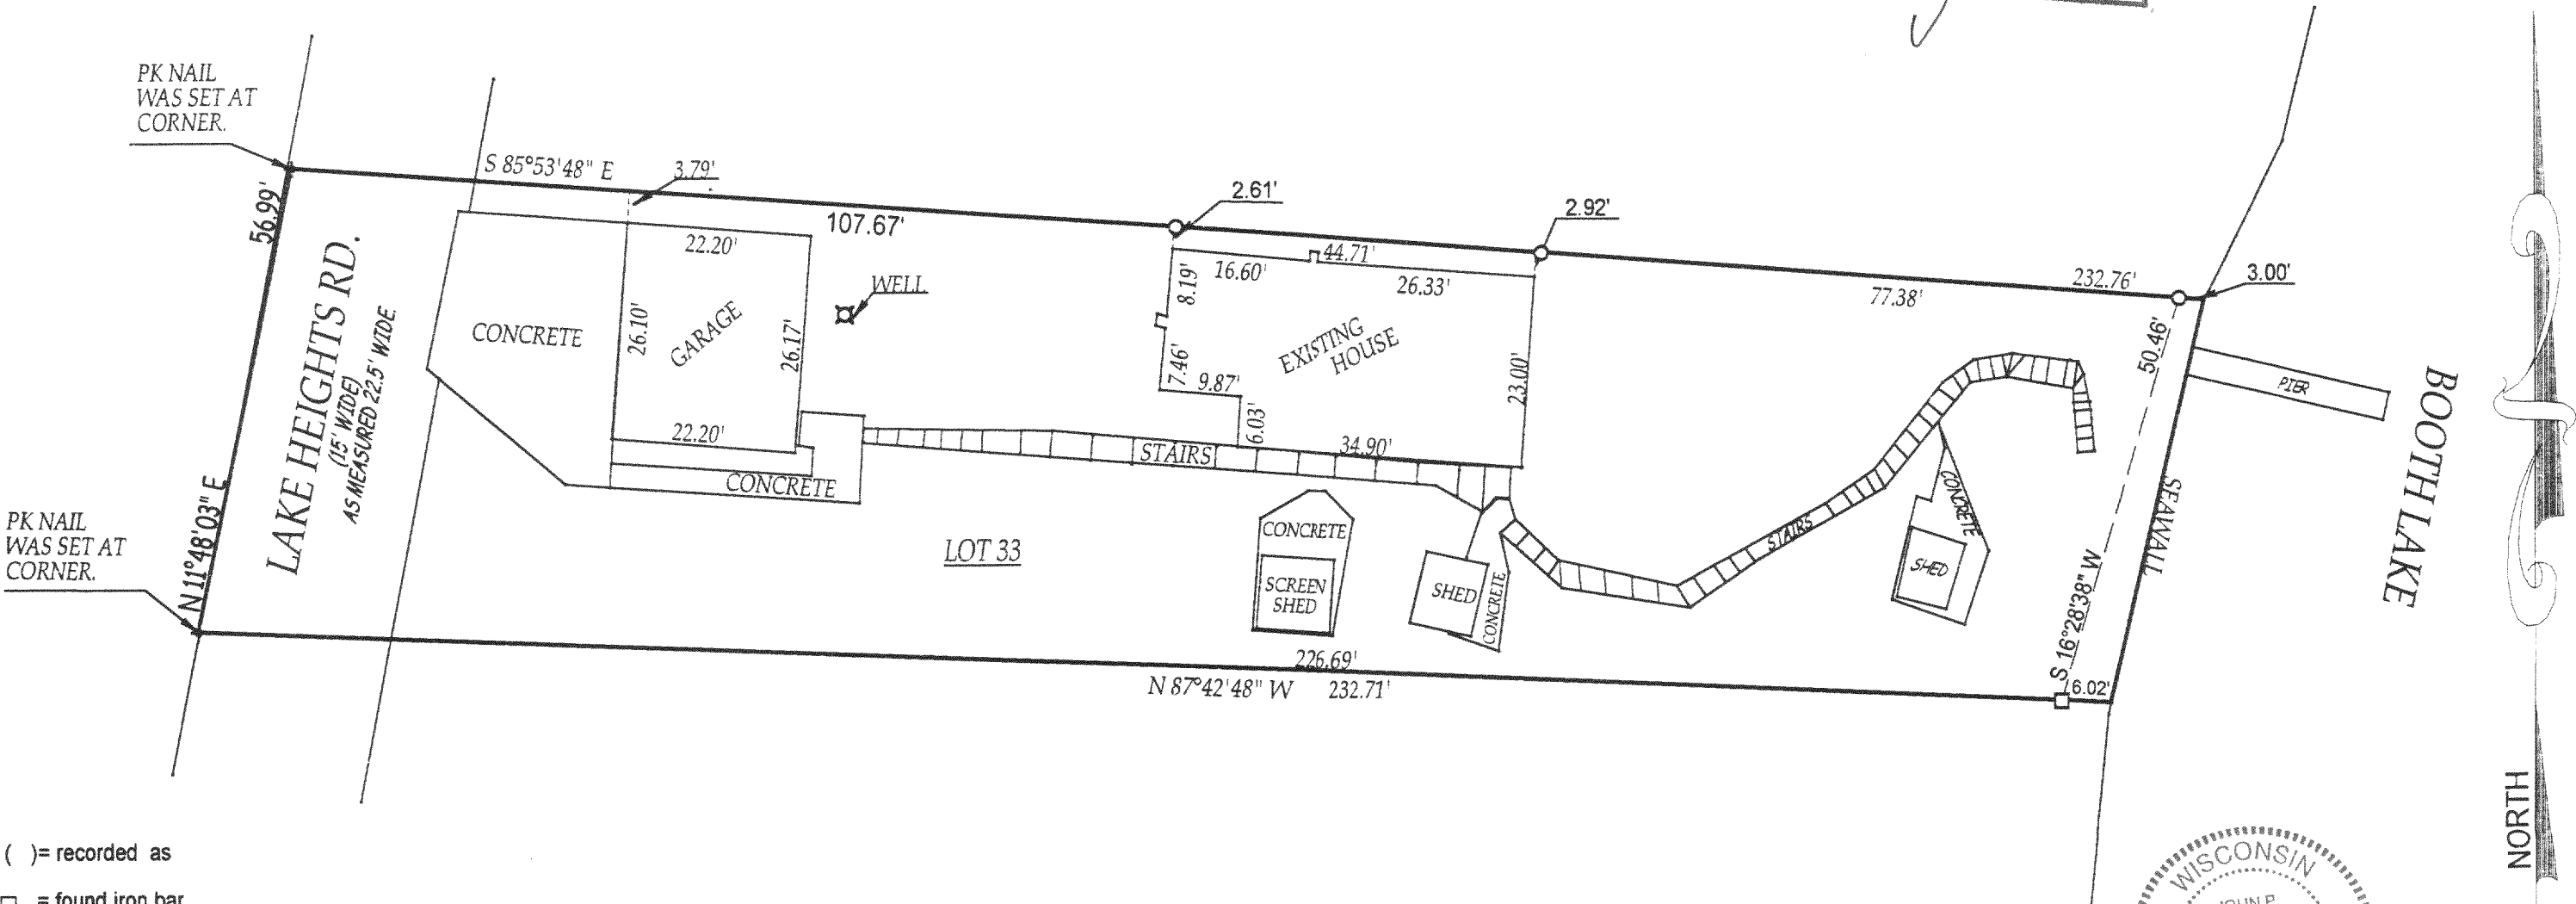 PK NAIL
WAS SET AT
CORNER.
S 85°53'48" E
3.79'
107.67'
2.61'
44.71'
2.92'
77.38'
232.76'
3.00'
56.99'
N 11°48'03" E
LAKE HEIGHTS RD.
(15' WIDE)
AS MEASURED 22.5' WIDE
CONCRETE
22.20'
26.10'
GARAGE
26.17'
22.20'
CONCRETE
WELL
16.60'
26.33'
8.19'
7.46'
9.87'
6.03'
EXISTING
HOUSE
23.00'
34.90'
STAIRS
CONCRETE
SCREEN
SHED
SHED
CONCRETE
STAIRS
CONCRETE
SHED
50.46'
S 16°28'38" W
SEAWALL
PIER
BOOTH LAKE
PK NAIL
WAS SET AT
CORNER.
LOT 33
226.69'
N 87°42'48" W 232.71'
6.02'
NORTH
( )= recorded as
= found iron bar
WISCONSIN
JOHN P.